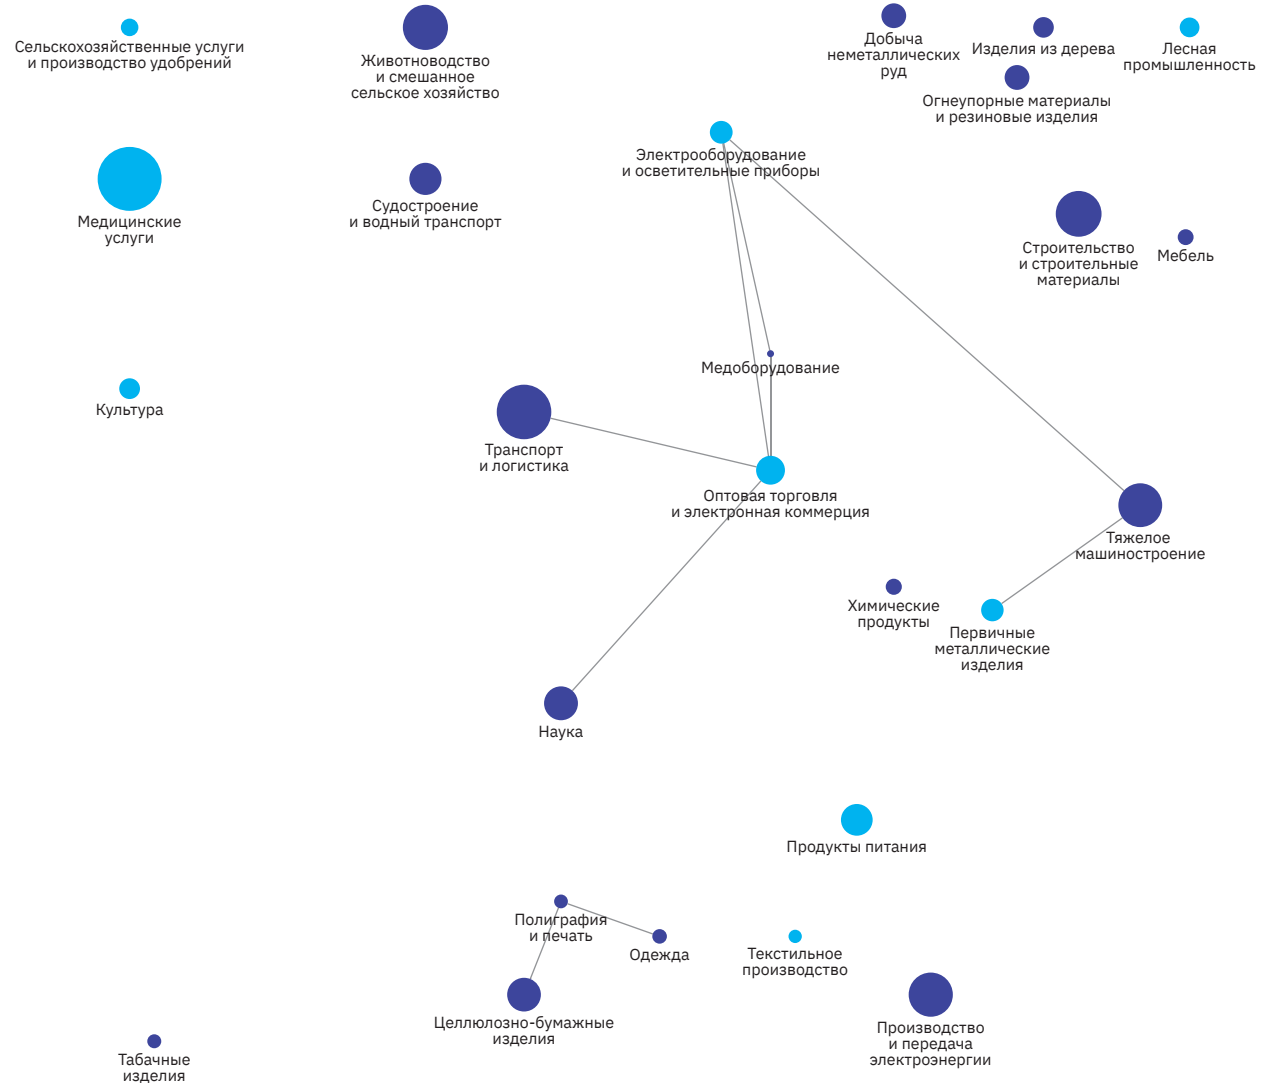 Сельскохозяйственные услуги
и производство удобрений
Животноводство
и смешанное
сельское хозяйство
Добыча
неметаллических
руд
Изделия из дерева
Лесная
промышленность
Огнеупорные материалы
и резиновые изделия
Электрооборудование
и осветительные приборы
Медицинские
услуги
Судостроение
и водный транспорт
Строительство
и строительные
материалы
Мебель
Медоборудование
Культура
Транспорт
и логистика
Оптовая торговля
и электронная коммерция
Тяжелое
машиностроение
Химические
продукты
Первичные
металлические
изделия
Наука
Продукты питания
Полиграфия
и печать
Одежда
Текстильное
производство
Целлюлозно-бумажные
изделия
Производство
и передача
электроэнергии
Табачные
изделия